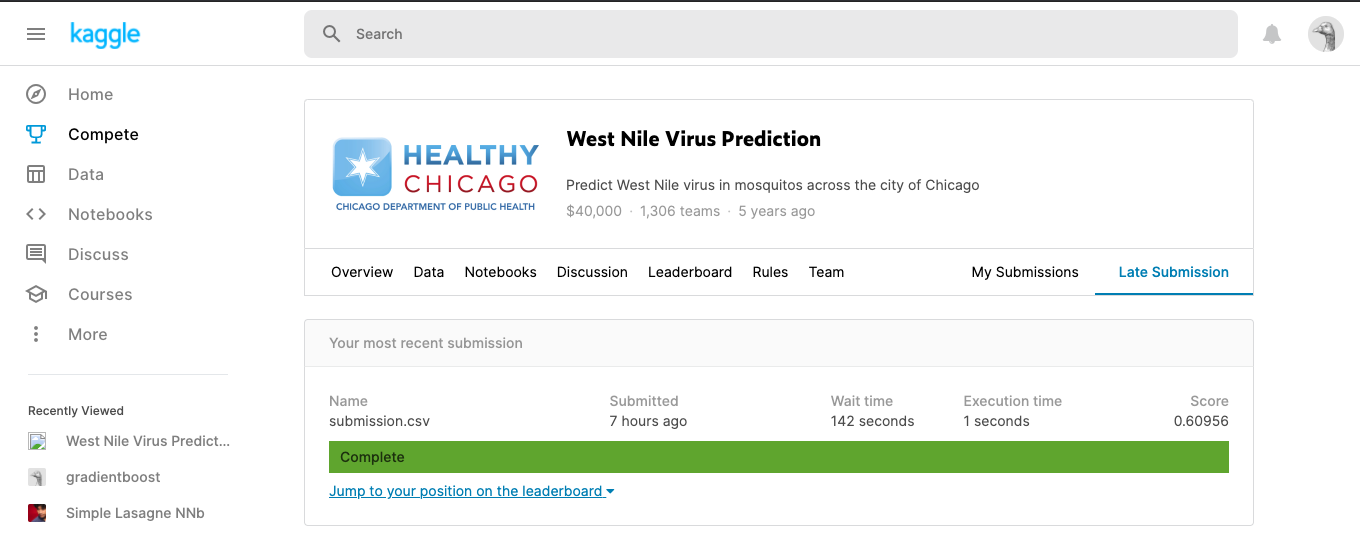 kaggle
Search
Home
Compete
Data
Notebooks
Discuss
Courses
More
Recently Viewed
West Nile Virus Predict...
gradientboost
Simple Lasagne NNb
HEALTHY
CHICAGO
CHICAGO DEPARTMENT OF PUBLIC HEALTH
West Nile Virus Prediction
Predict West Nile virus in mosquitos across the city of Chicago
$40,000 · 1,306 teams · 5 years ago
Overview Data Notebooks Discussion Leaderboard Rules Team My Submissions Late Submission
Your most recent submission
Name Submitted Wait time Execution time Score
submission.csv 7 hours ago 142 seconds 1 seconds 0.60956
Complete
Jump to your position on the leaderboard